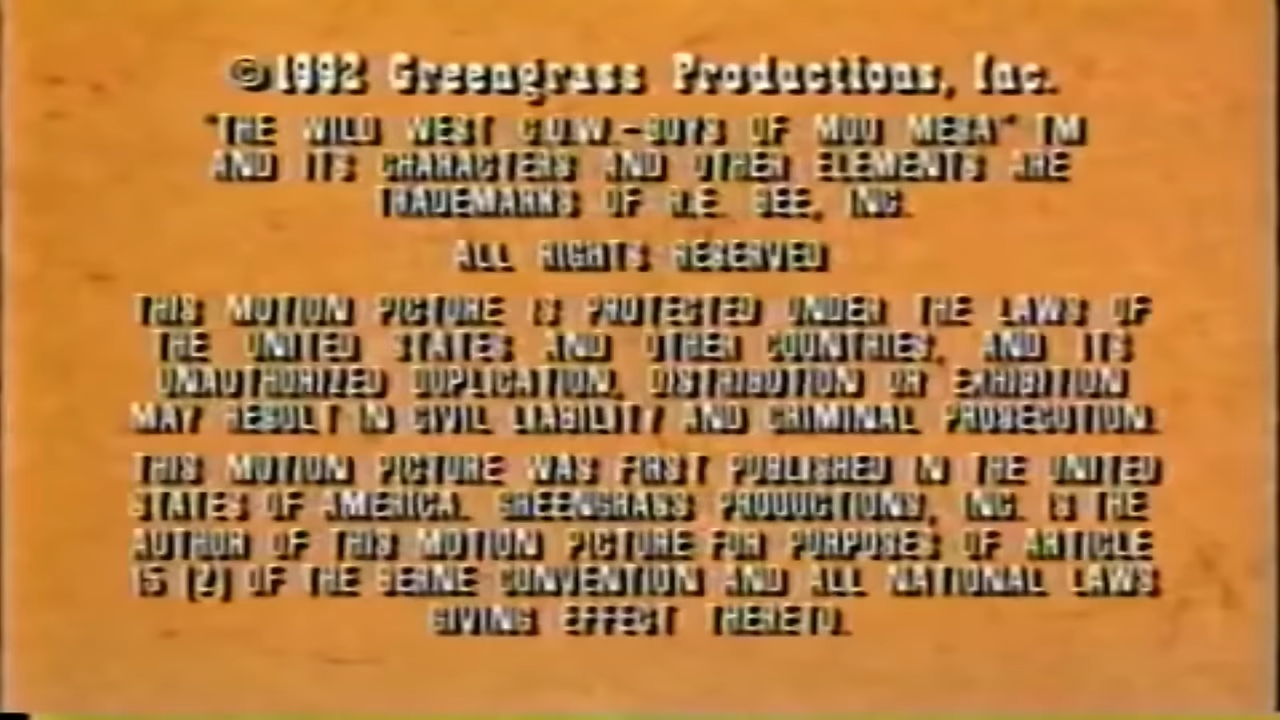 ©1992 Greengrass Productions, Inc.
"THE WILD WEST C.O.W.-BOYS OF MOO MESA" TM
AND ITS CHARACTERS AND OTHER ELEMENTS ARE
TRADEMARKS OF R.E. BEE, INC.
ALL RIGHTS RESERVED
THIS MOTION PICTURE IS PROTECTED UNDER THE LAWS OF
THE UNITED STATES AND OTHER COUNTRIES, AND ITS
UNAUTHORIZED DUPLICATION, DISTRIBUTION OR EXHIBITION
MAY RESULT IN CIVIL LIABILITY AND CRIMINAL PROSECUTION.
THIS MOTION PICTURE WAS FIRST PUBLISHED IN THE UNITED
STATES OF AMERICA. GREENGRASS PRODUCTIONS, INC. IS THE
AUTHOR OF THIS MOTION PICTURE FOR PURPOSES OF ARTICLE
15 (2) OF THE BERNE CONVENTION AND ALL NATIONAL LAWS
GIVING EFFECT THERETO.